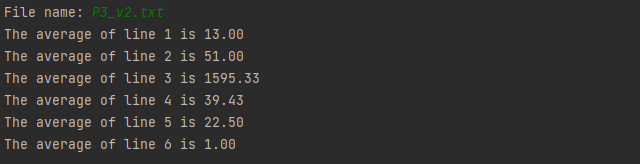 File name: P3_v2.txt
The average of line 1 is 13.00
The average of line 2 is 51.00
The average of line 3 is 1595.33
The average of line 4 is 39.43
The average of line 5 is 22.50
The average of line 6 is 1.00